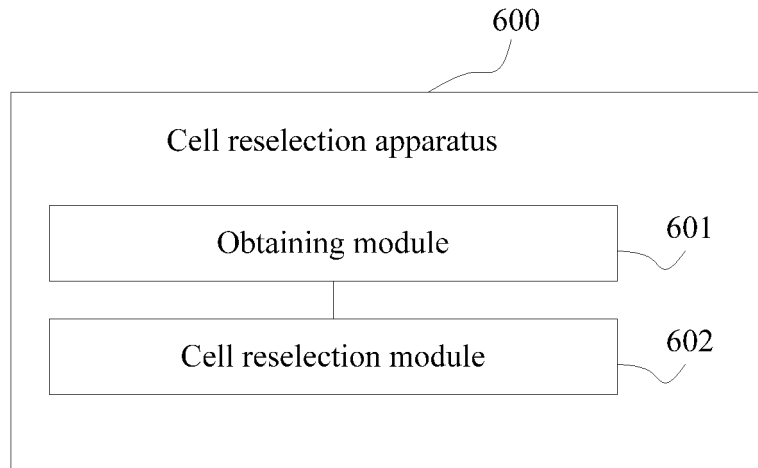 600
Cell reselection apparatus
Obtaining module
601
Cell reselection module
602